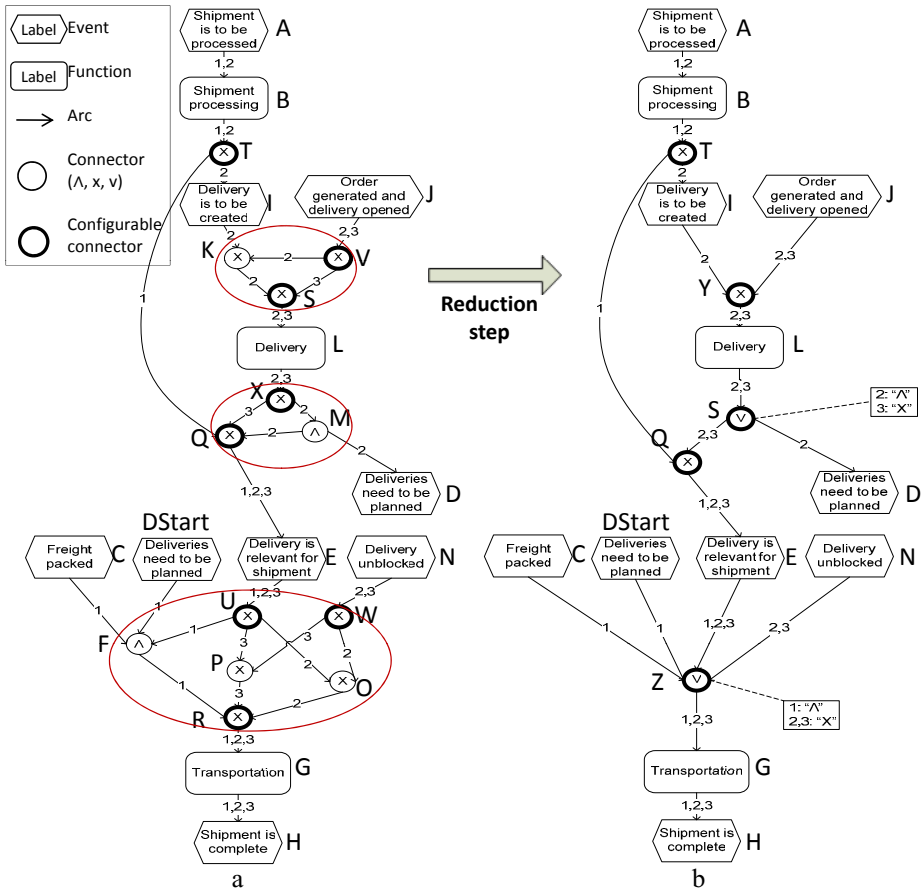 Label
Event
Label
Function
Arc
Connector
(Λ, x, v)
Configurable
connector
Shipment
is to be
processed
A
1,2
Shipment
processing
B
1,2
x
T
2
1
Delivery
is to be
created
I
Order
generated and
delivery opened
J
2
2,3
K
x
2
x
V
2
3
x
S
2,3
Delivery
L
2,3
X
x
3
2
M
Q
x
2
Λ
2
Deliveries
need to be
planned
D
1,2,3
DStart
Freight
packed
C
Deliveries
need to be
planned
Delivery is
relevant for
shipment
E
Delivery
unblocked
N
1
1
1,2,3
2,3
U
x
x
W
F
Λ
1
3
2
3
2
P
x
x
O
1
3
2
R
x
1,2,3
Transportation
G
1,2,3
Shipment is
complete
H
a
Reduction
step
Shipment
is to be
processed
A
1,2
Shipment
processing
B
1,2
x
T
2
1
Delivery
is to be
created
I
Order
generated and
delivery opened
J
2
2,3
Y
x
2,3
Delivery
L
2,3
S
v
2: "Λ"
3: "X"
Q
2,3
2
x
Deliveries
need to be
planned
D
1,2,3
DStart
Freight
packed
C
Deliveries
need to be
planned
Delivery is
relevant for
shipment
E
Delivery
unblocked
N
1
1
1,2,3
2,3
Z
v
1: "Λ"
2,3: "X"
1,2,3
Transportation
G
1,2,3
Shipment is
complete
H
b